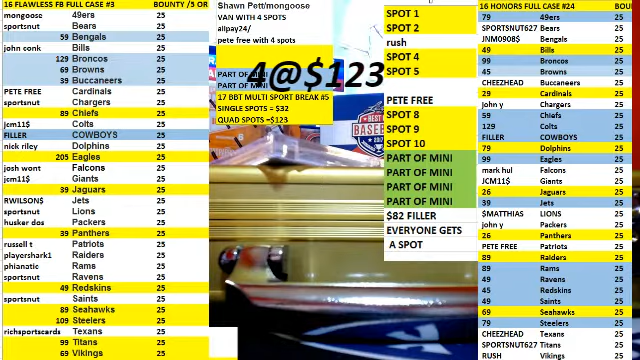 16 FLAWLESS FB FULL CASE #3 BOUNTY /5 OR
mongoose 49ers 25
sportsnut Bears 25
59 Bengals 25
john conk Bills 25
129 Broncos 25
69 Browns 25
39 Buccaneers 25
PETE FREE Cardinals 25
sportsnut Chargers 25
89 Chiefs 25
jcm11$ Colts 25
FILLER COWBOYS 25
nick riley Dolphins 25
205 Eagles 25
josh wont Falcons 25
jcm11$ Giants 25
39 Jaguars 25
RWILSON$ Jets 25
sportsnut Lions 25
husker dos Packers 25
39 Panthers 25
russell t Patriots 25
playershark1 Raiders 25
phianatic Rams 25
sportsnut Ravens 25
49 Redskins 25
sportsnut Saints 25
89 Seahawks 25
109 Steelers 25
richsportscards Texans 25
99 Titans 25
69 Vikings 25
Shawn Pett/mongoose
VAN WITH 4 SPOTS
alipay24/
pete free with 4 spots
PART OF MINI
PART OF MINI
4@$123
17 BBT MULTI SPORT BREAK #5
SINGLE SPOTS = $32
QUAD SPOTS =$123
BASEBALL
SPOT 1
SPOT 2
rush
SPOT 4
SPOT 5
PETE FREE
SPOT 8
SPOT 9
SPOT 10
PART OF MINI
PART OF MINI
PART OF MINI
PART OF MINI
$82 FILLER
EVERYONE GETS
A SPOT
16 HONORS FULL CASE #24 BOU
79 49ers 25
SPORTSNUT627 Bears 25
JNM0908$ Bengals 25
49 Bills 25
99 Broncos 25
45 Browns 25
CHEEZHEAD Buccaneers 25
29 Cardinals 25
john y Chargers 25
59 Chiefs 25
129 Colts 25
FILLER COWBOYS 25
79 Dolphins 25
99 Eagles 25
mark hul Falcons 25
JCM11$ Giants 25
26 Jaguars 25
39 Jets 25
$MATTHIAS LIONS 25
john y Packers 25
26 Panthers 25
PETE FREE Patriots 25
89 Raiders 25
89 Rams 25
49 Ravens 25
45 Redskins 25
49 Saints 25
69 Seahawks 25
79 Steelers 25
CHEEZHEAD Texans 25
SPORTSNUT627 Titans 25
RUSH Vikings 25